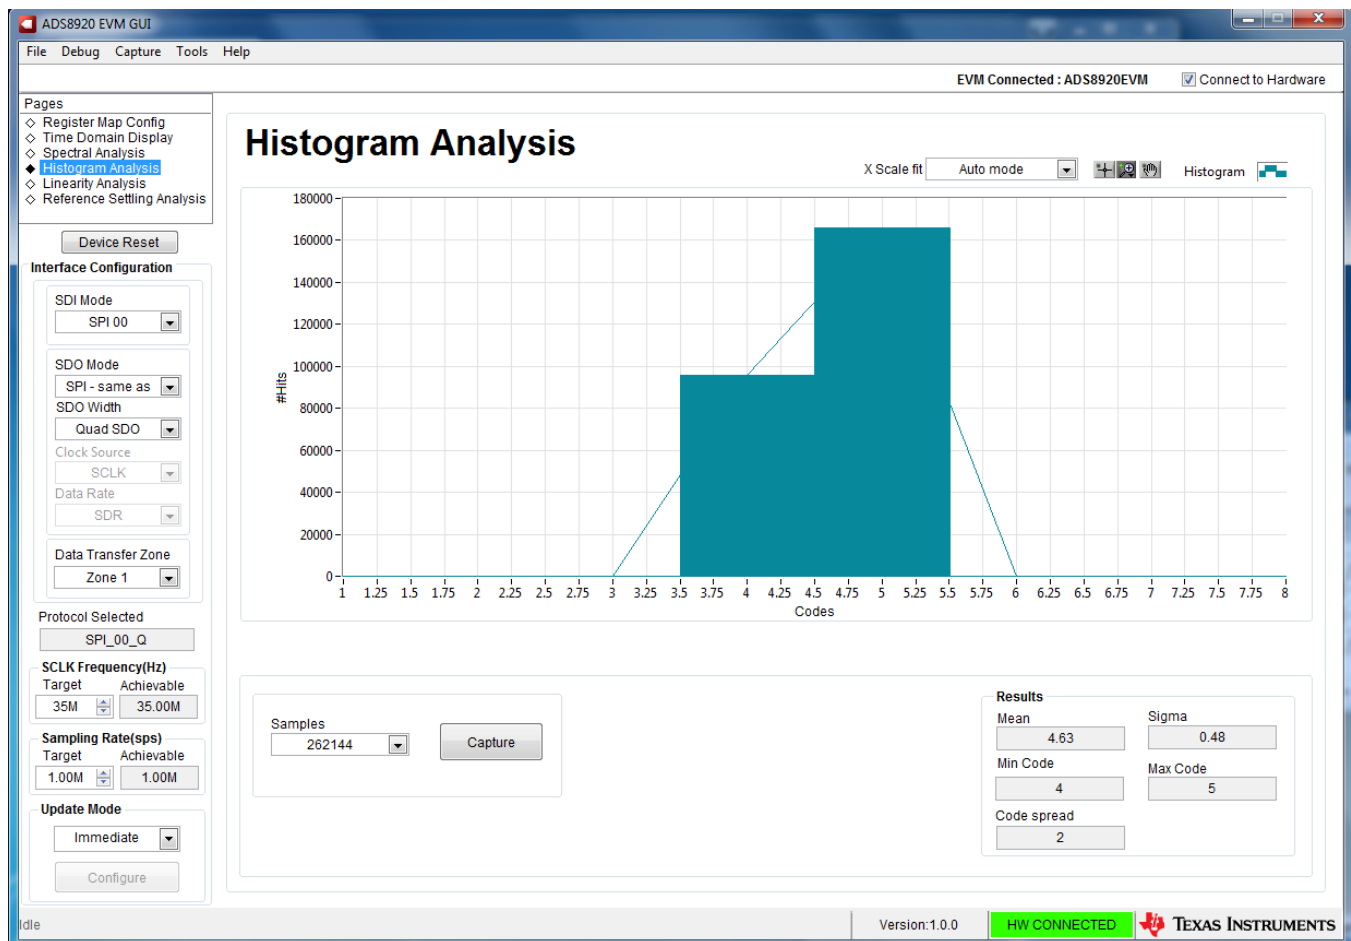 ADS8920 EVM GUI
File Debug Capture Tools Help
EVM Connected : ADS8920EVM
Connect to Hardware
Pages
Register Map Config
Time Domain Display
Spectral Analysis
Histogram Analysis
Linearity Analysis
Reference Settling Analysis
Device Reset
Interface Configuration
SDI Mode
SPI 00
SDO Mode
SPI - same as
SDO Width
Quad SDO
Clock Source
SCLK
Data Rate
SDR
Data Transfer Zone
Zone 1
Protocol Selected
SPI_00_Q
SCLK Frequency(Hz)
Target Achievable
35M 35.00M
Sampling Rate(sps)
Target Achievable
1.00M 1.00M
Update Mode
Immediate
Configure
Histogram Analysis
X Scale fit Auto mode Histogram
180000
160000
140000
120000
100000
80000
60000
40000
20000
0
#Hits
1 1.25 1.5 1.75 2 2.25 2.5 2.75 3 3.25 3.5 3.75 4 4.25 4.5 4.75 5 5.25 5.5 5.75 6 6.25 6.5 6.75 7 7.25 7.5 7.75 8
Codes
Samples
262144
Capture
Results
Mean Sigma
4.63 0.48
Min Code Max Code
4 5
Code spread
2
Idle
Version:1.0.0
HW CONNECTED
TEXAS INSTRUMENTS